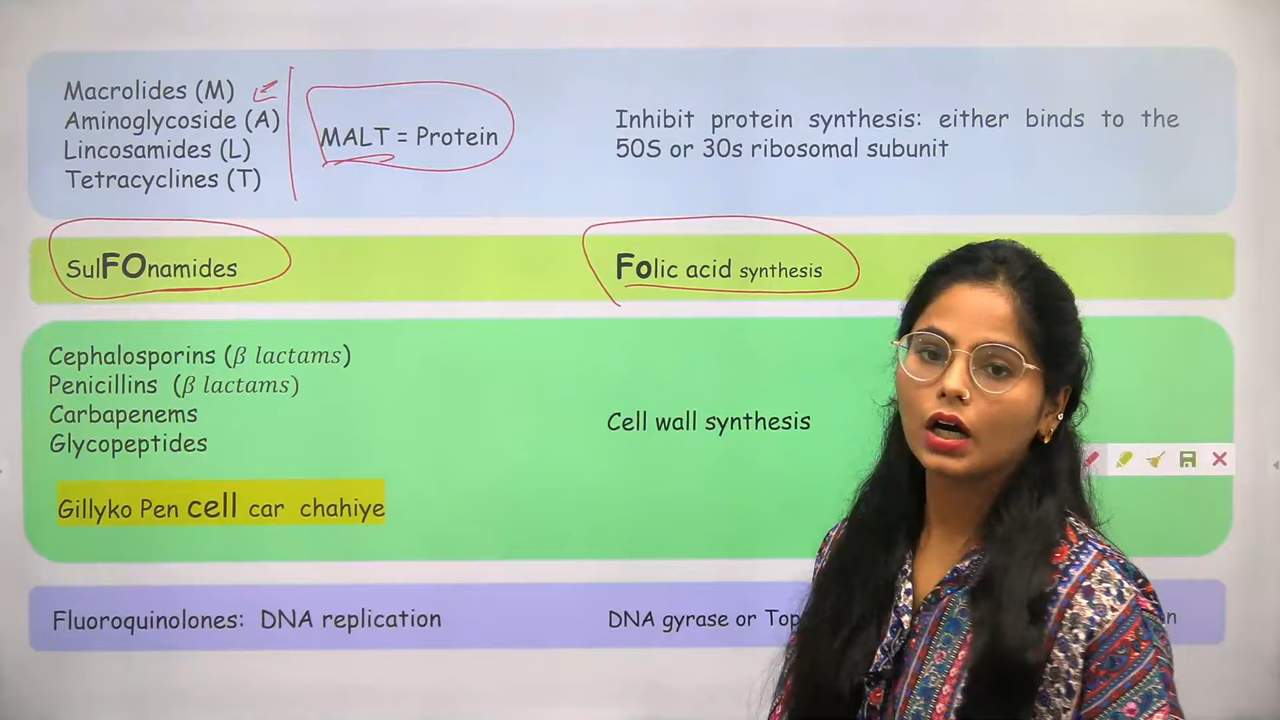 Macrolides (M)
Aminoglycoside (A)
Lincosamides (L)
Tetracyclines (T)
MALT = Protein
Inhibit protein synthesis: either binds to the
50S or 30s ribosomal subunit
SulFOnamides
Folic acid synthesis
Cephalosporins (β lactams)
Penicillins (β lactams)
Carbapenems
Glycopeptides
Cell wall synthesis
Gillyko Pen cell car chahiye
Fluoroquinolones: DNA replication
DNA gyrase or